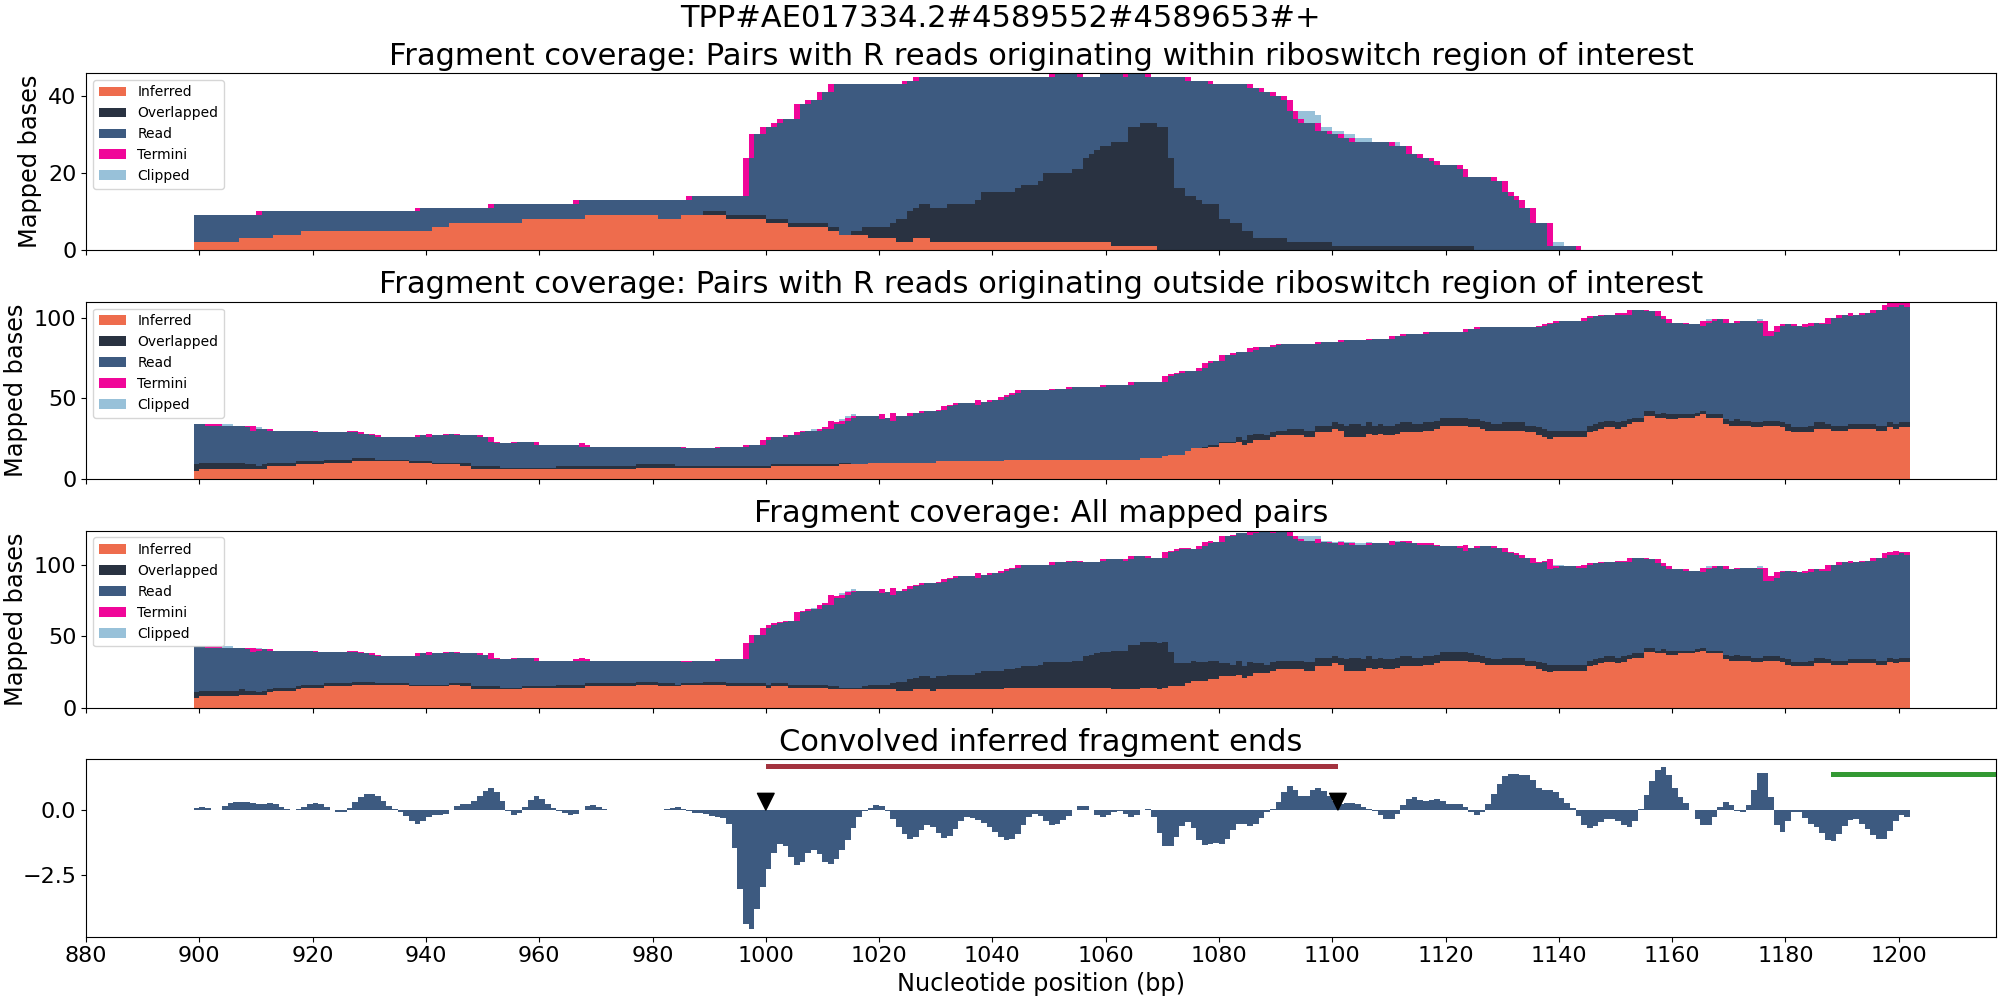 TPP#AE017334.2#4589552#4589653#+
Fragment coverage: Pairs with R reads originating within riboswitch region of interest
Mapped bases
40
20
0
Inferred
Overlapped
Read
Termini
Clipped
Fragment coverage: Pairs with R reads originating outside riboswitch region of interest
Mapped bases
100
50
0
Inferred
Overlapped
Read
Termini
Clipped
Fragment coverage: All mapped pairs
Mapped bases
100
50
0
Inferred
Overlapped
Read
Termini
Clipped
Convolved inferred fragment ends
0.0
−2.5
880 900 920 940 960 980 1000 1020 1040 1060 1080 1100 1120 1140 1160 1180 1200
Nucleotide position (bp)